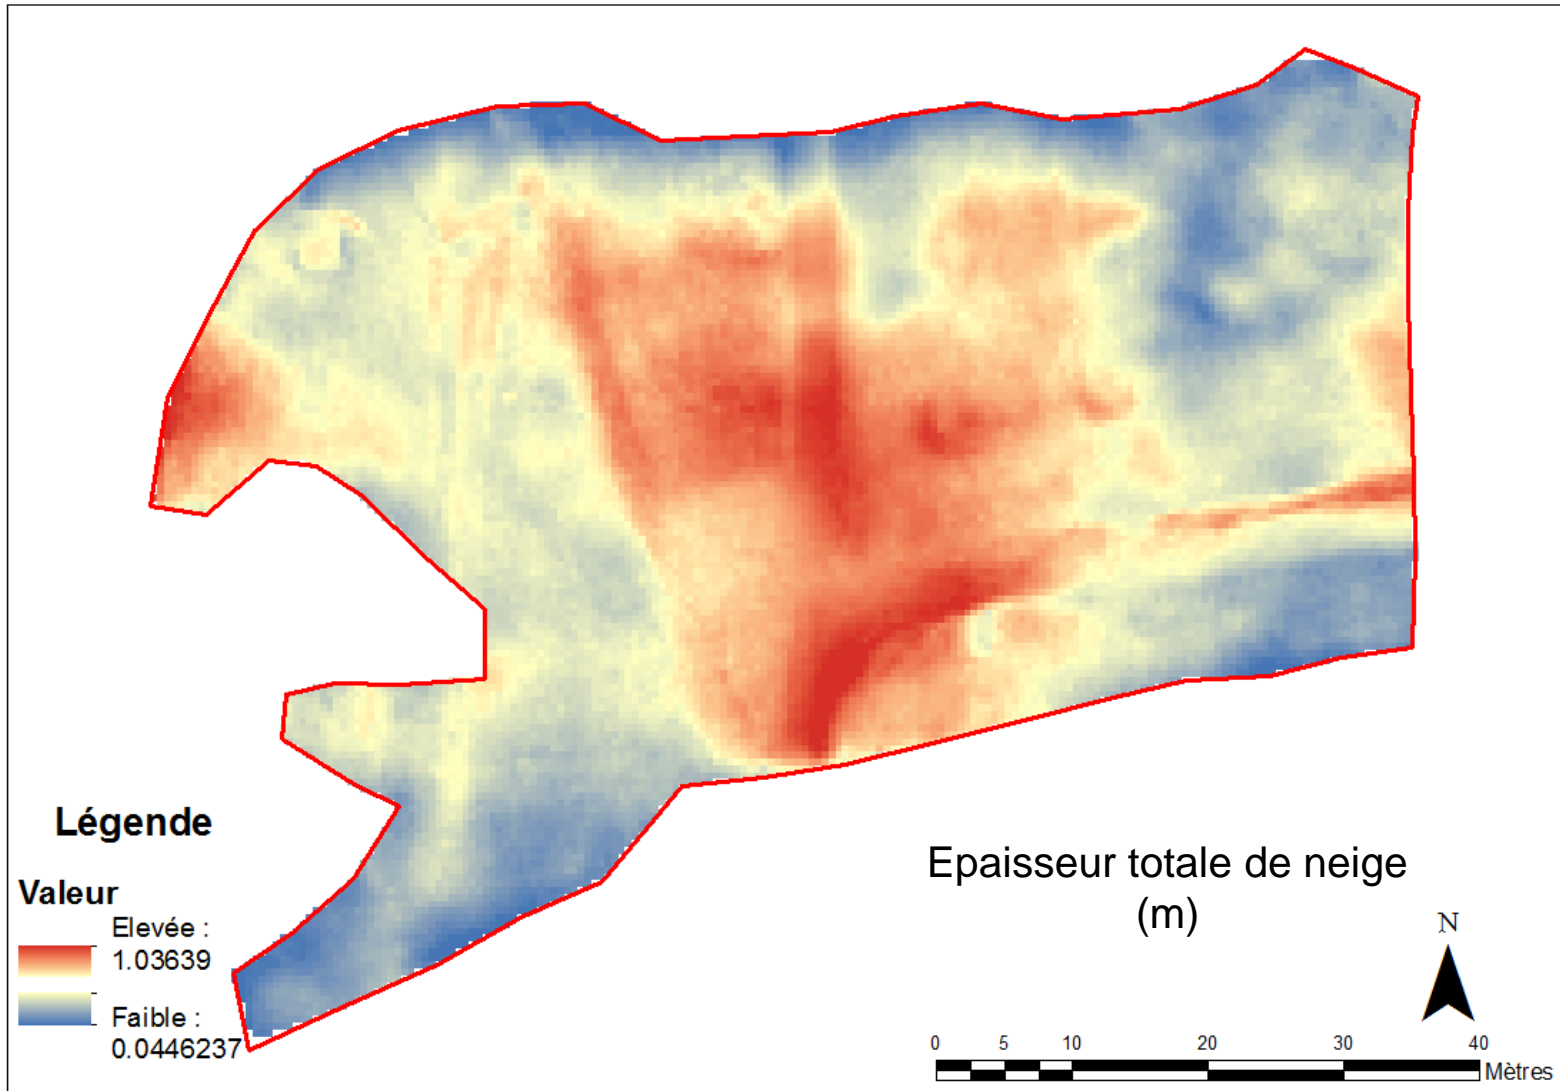 Légende
Valeur
Elevée :
1.03639
Faible :
0.0446237
Epaisseur totale de neige
(m)
N
0 5 10 20 30 40
Mètres